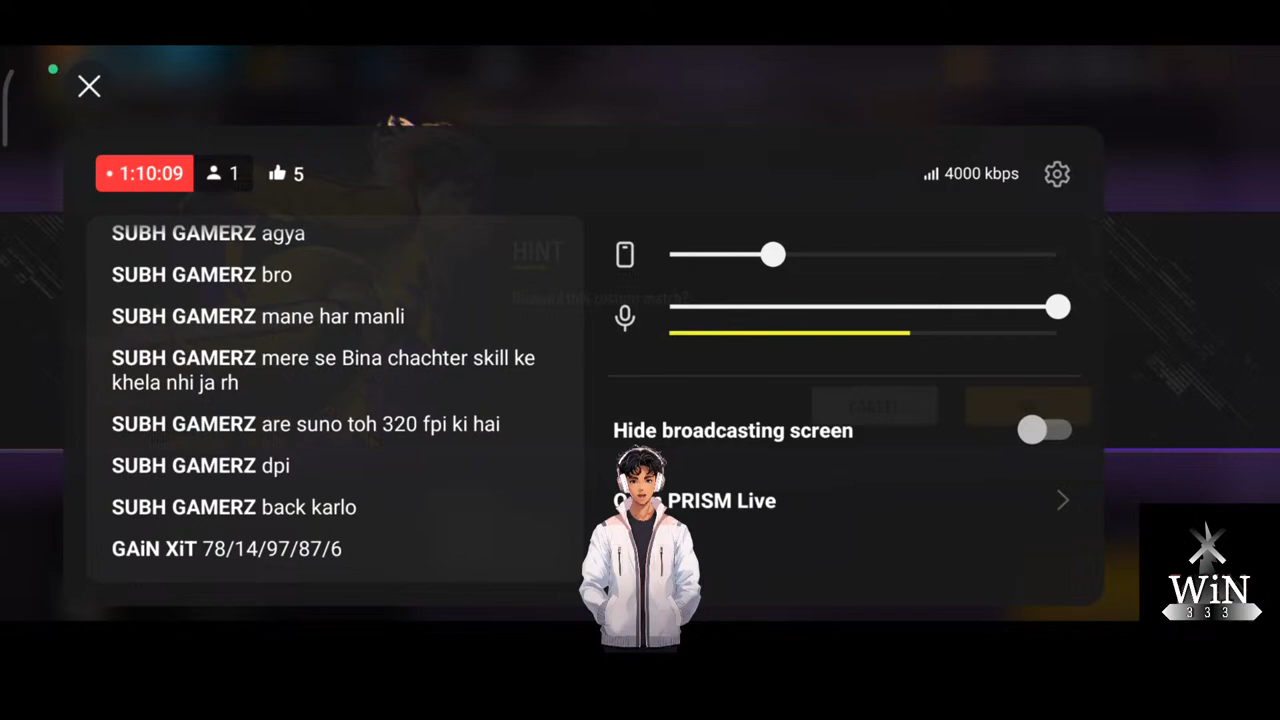 1:10:09 1 5 4000 kbps
SUBH GAMERZ agya
HINT
SUBH GAMERZ bro
SUBH GAMERZ mane har manli
SUBH GAMERZ mere se Bina chachter skill ke
khela nhi ja rh
SUBH GAMERZ are suno toh 320 fpi ki hai
Hide broadcasting screen
SUBH GAMERZ dpi
PRISM Live
SUBH GAMERZ back karlo
GAiN XiT 78/14/97/87/6
WiN
333